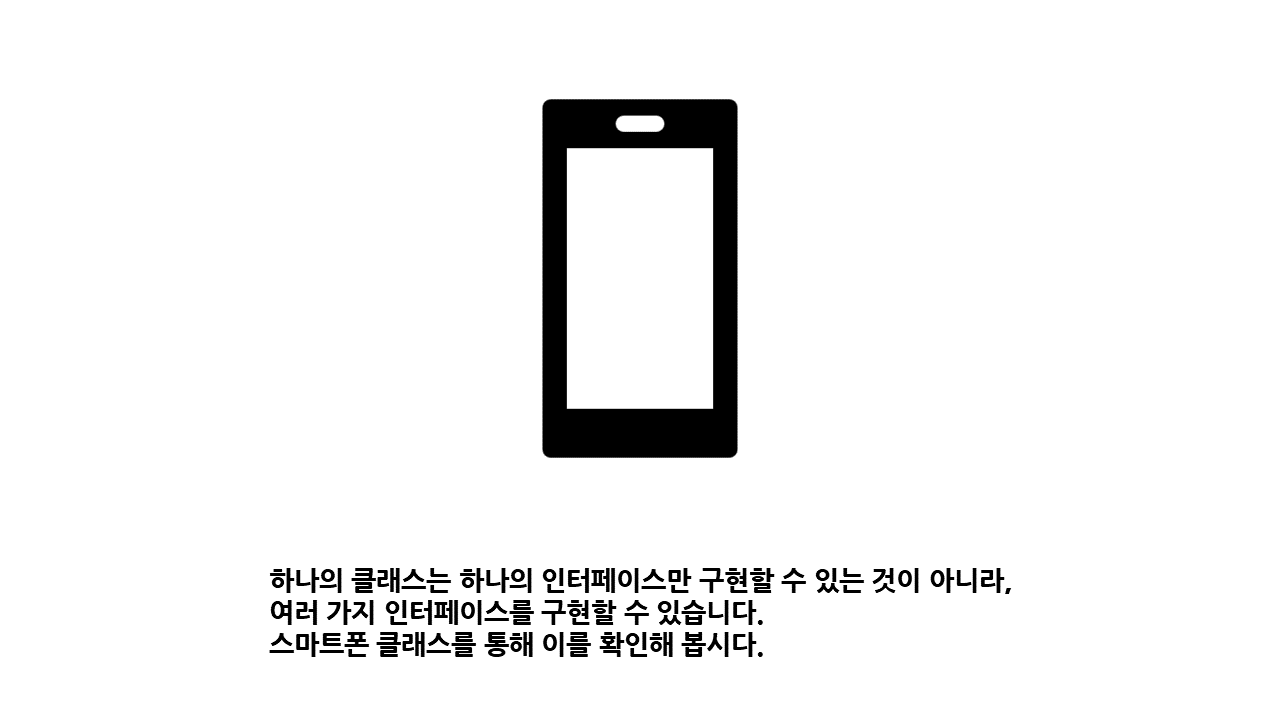 하나의 클래스는 하나의 인터페이스만 구현할 수 있는 것이 아니라,
여러 가지 인터페이스를 구현할 수 있습니다.
스마트폰 클래스를 통해 이를 확인해 봅시다.